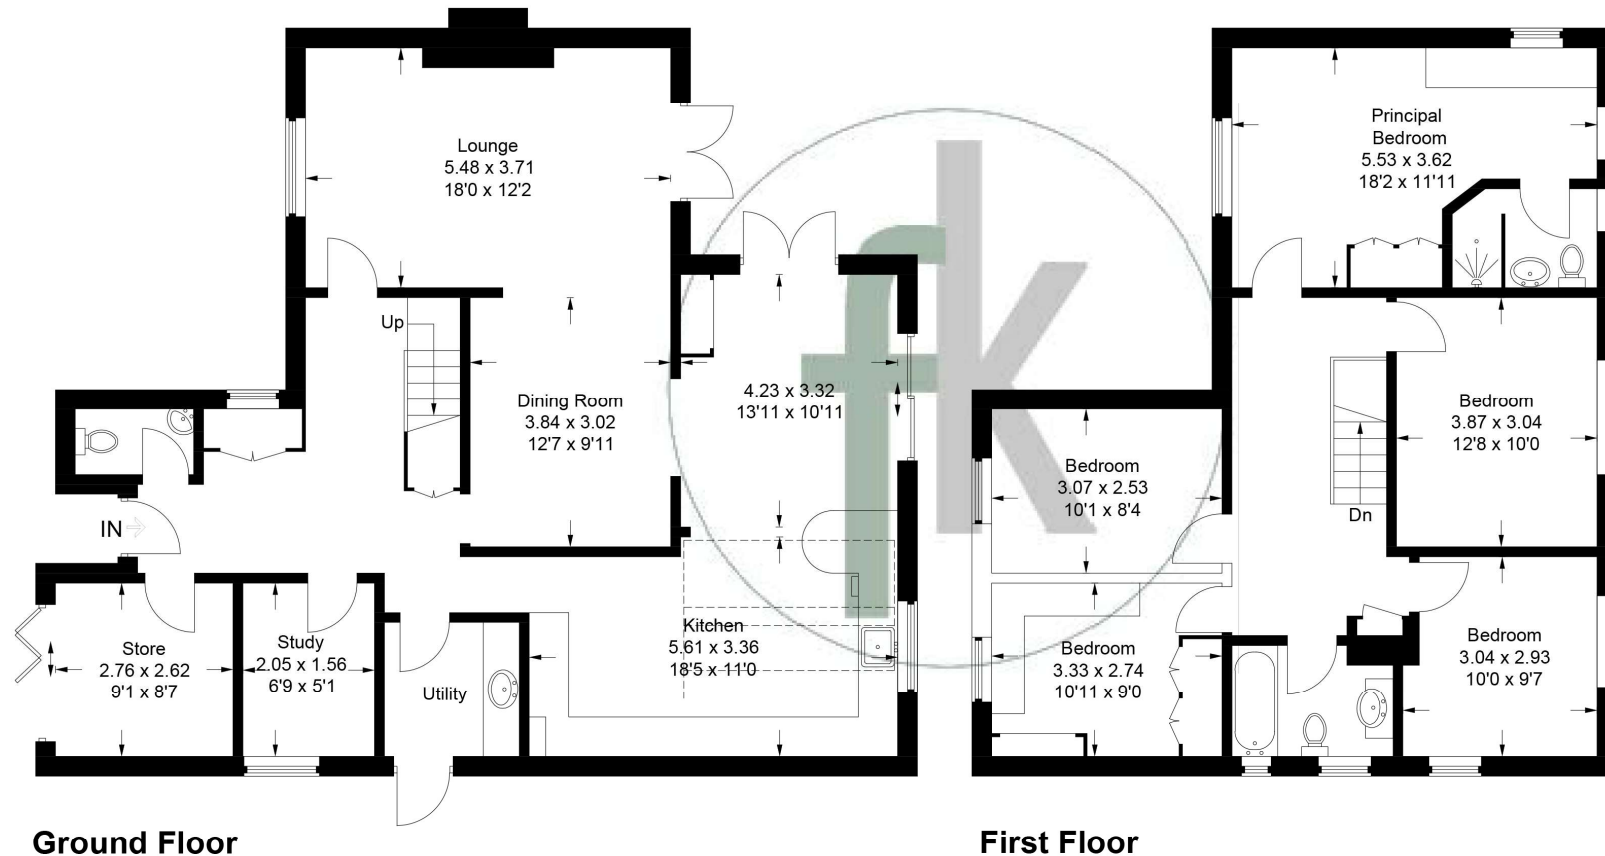 Lounge
5.48 x 3.71
18'0 x 12'2
Up
Dining Room
3.84 x 3.02
12'7 x 9'11
4.23 x 3.32
13'11 x 10'11
IN
Store
2.76 x 2.62
9'1 x 8'7
Study
2.05 x 1.56
6'9 x 5'1
Utility
Kitchen
5.61 x 3.36
18'5 x 11'0
Ground Floor
fk
Principal
Bedroom
5.53 x 3.62
18'2 x 11'11
Bedroom
3.87 x 3.04
12'8 x 10'0
Bedroom
3.07 x 2.53
10'1 x 8'4
Dn
Bedroom
3.33 x 2.74
10'11 x 9'0
Bedroom
3.04 x 2.93
10'0 x 9'7
First Floor